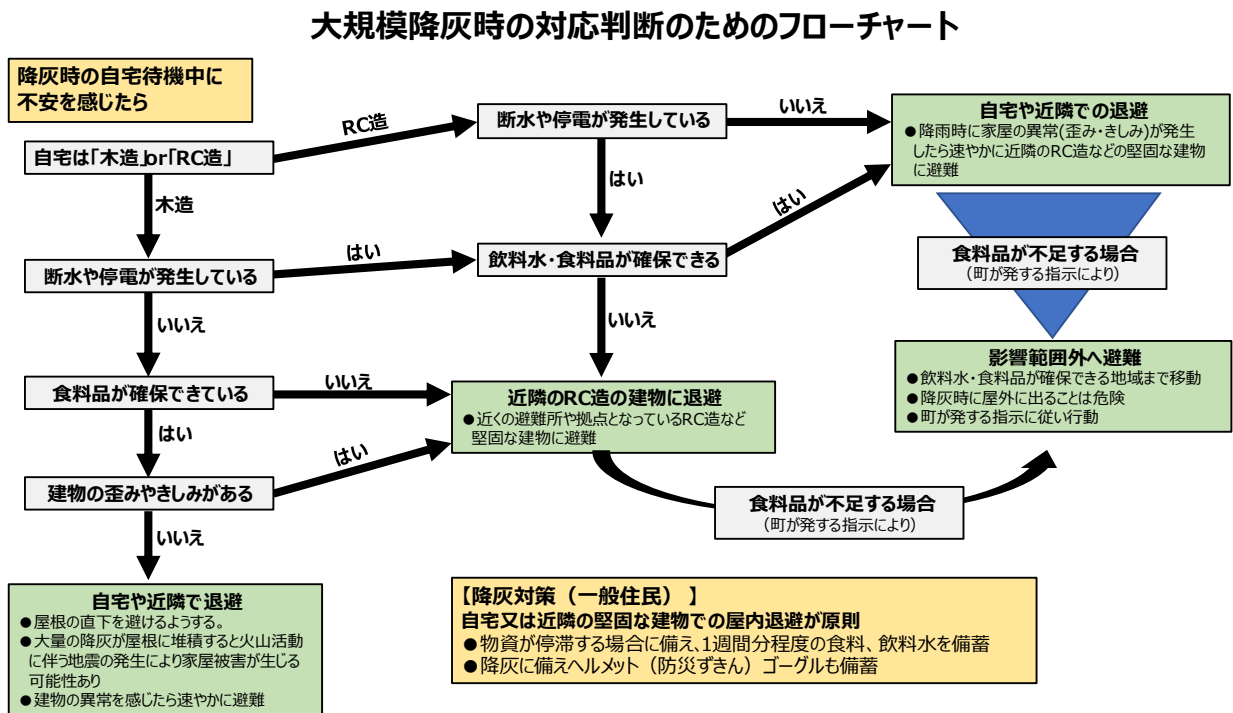 大規模降灰時の対応判断のためのフローチャート
降灰時の自宅待機中に
不安を感じたら
自宅は「木造」or「RC造」
RC造
断水や停電が発生している
いいえ
自宅や近隣での退避
●降雨時に家屋の異常(歪み・きしみ)が発生
したら速やかに近隣のRC造などの堅固な建物
に避難
木造
はい
はい
断水や停電が発生している
はい
飲料水・食料品が確保できる
食料品が不足する場合
（町が発する指示により）
いいえ
いいえ
影響範囲外へ避難
●飲料水・食料品が確保できる地域まで移動
●降灰時に屋外に出ることは危険
●町が発する指示に従い行動
食料品が確保できている
いいえ
近隣のRC造の建物に退避
●近くの避難所や拠点となっているRC造など
堅固な建物に避難
はい
はい
建物の歪みやきしみがある
食料品が不足する場合
（町が発する指示により）
いいえ
自宅や近隣で退避
●屋根の直下を避けるようする。
●大量の降灰が屋根に堆積すると火山活動
に伴う地震の発生により家屋被害が生じる
可能性あり
●建物の異常を感じたら速やかに避難
【降灰対策（一般住民）】
自宅又は近隣の堅固な建物での屋内退避が原則
●物資が停滞する場合に備え、1週間分程度の食料、飲料水を備蓄
●降灰に備えヘルメット（防災ずきん）ゴーグルも備蓄